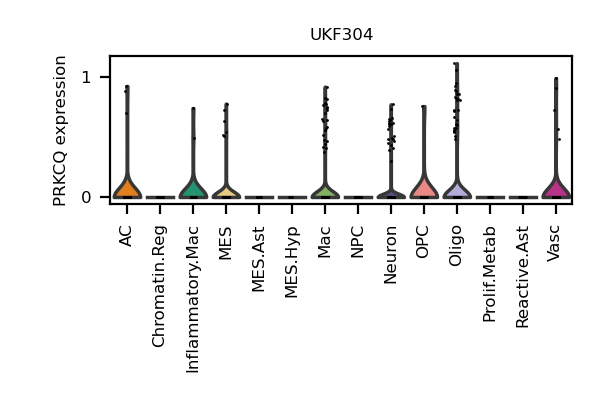 UKF304
PRKCQ expression
1
0
AC
Chromatin.Reg
Inflammatory.Mac
MES
MES.Ast
MES.Hyp
Mac
NPC
Neuron
OPC
Oligo
Prolif.Metab
Reactive.Ast
Vasc